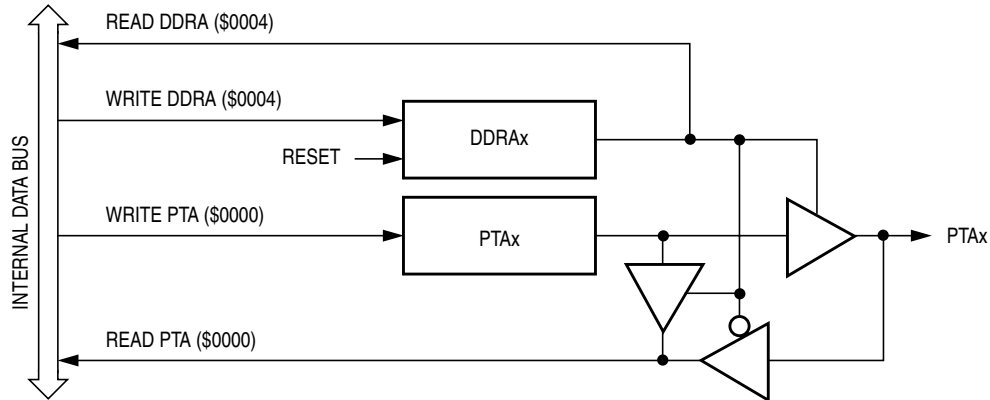 READ DDRA ($0004)
WRITE DDRA ($0004)
DDRAx
RESET
INTERNAL DATA BUS
WRITE PTA ($0000)
PTAx
PTAx
READ PTA ($0000)